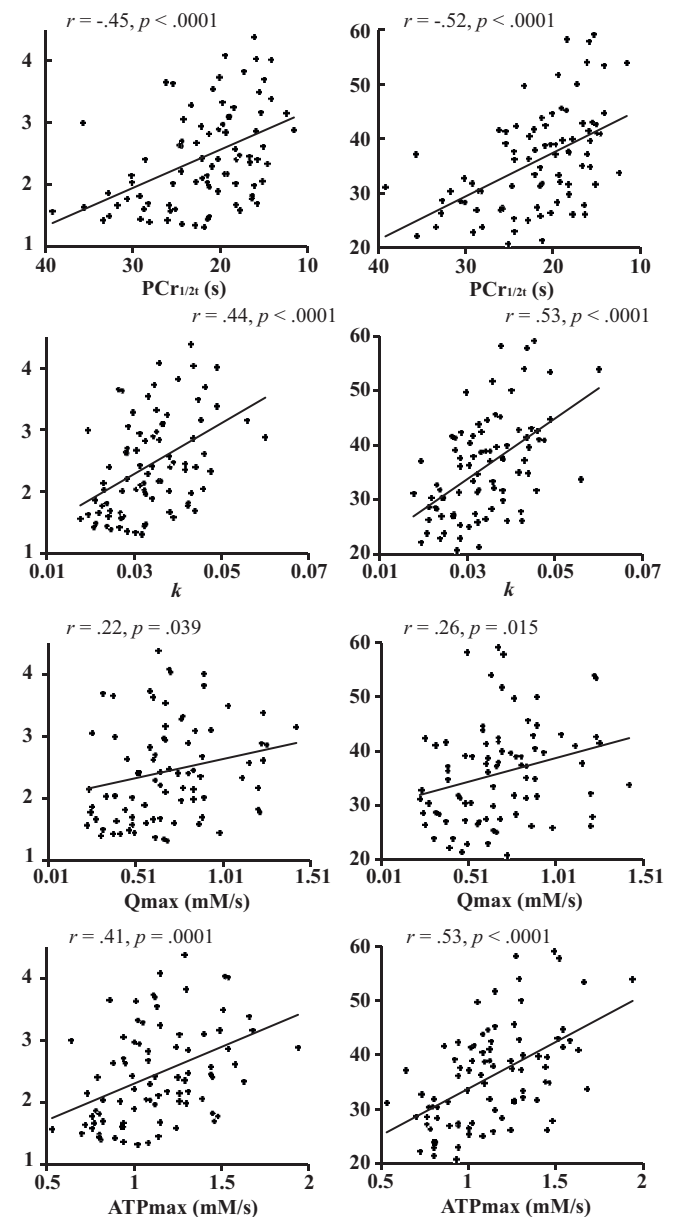 r = -.45, p < .0001
r = -.52, p < .0001
4
3
2
1
40 30 20 10
PCr1/2t (s)
60
50
40
30
20
40 30 20 10
PCr1/2t (s)
r = .44, p < .0001
r = .53, p < .0001
4
3
2
1
0.01 0.03 0.05 0.07
k
60
50
40
30
20
0.01 0.03 0.05 0.07
k
r = .22, p = .039
r = .26, p = .015
4
3
2
1
0.01 0.51 1.01 1.51
Qmax (mM/s)
60
50
40
30
20
0.01 0.51 1.01 1.51
Qmax (mM/s)
r = .41, p = .0001
r = .53, p < .0001
4
3
2
1
0.5 1 1.5 2
ATPmax (mM/s)
60
50
40
30
20
0.5 1 1.5 2
ATPmax (mM/s)